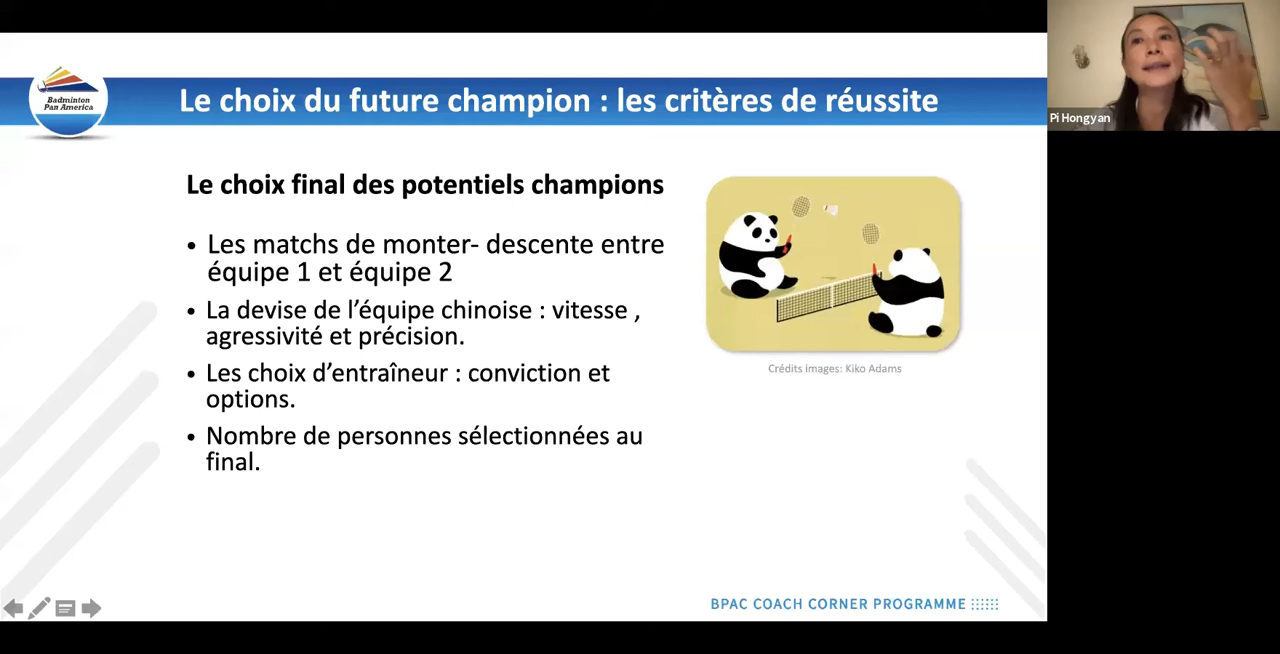 Badminton
Pan America
Le choix du future champion : les critères de réussite
Pi Hongyan
Le choix final des potentiels champions
• Les matchs de monter- descente entre
équipe 1 et équipe 2
• La devise de l’équipe chinoise : vitesse ,
agressivité et précision.
• Les choix d’entraîneur : conviction et
options.
• Nombre de personnes sélectionnées au
final.
Crédits images: Kiko Adams
BPAC COACH CORNER PROGRAMME